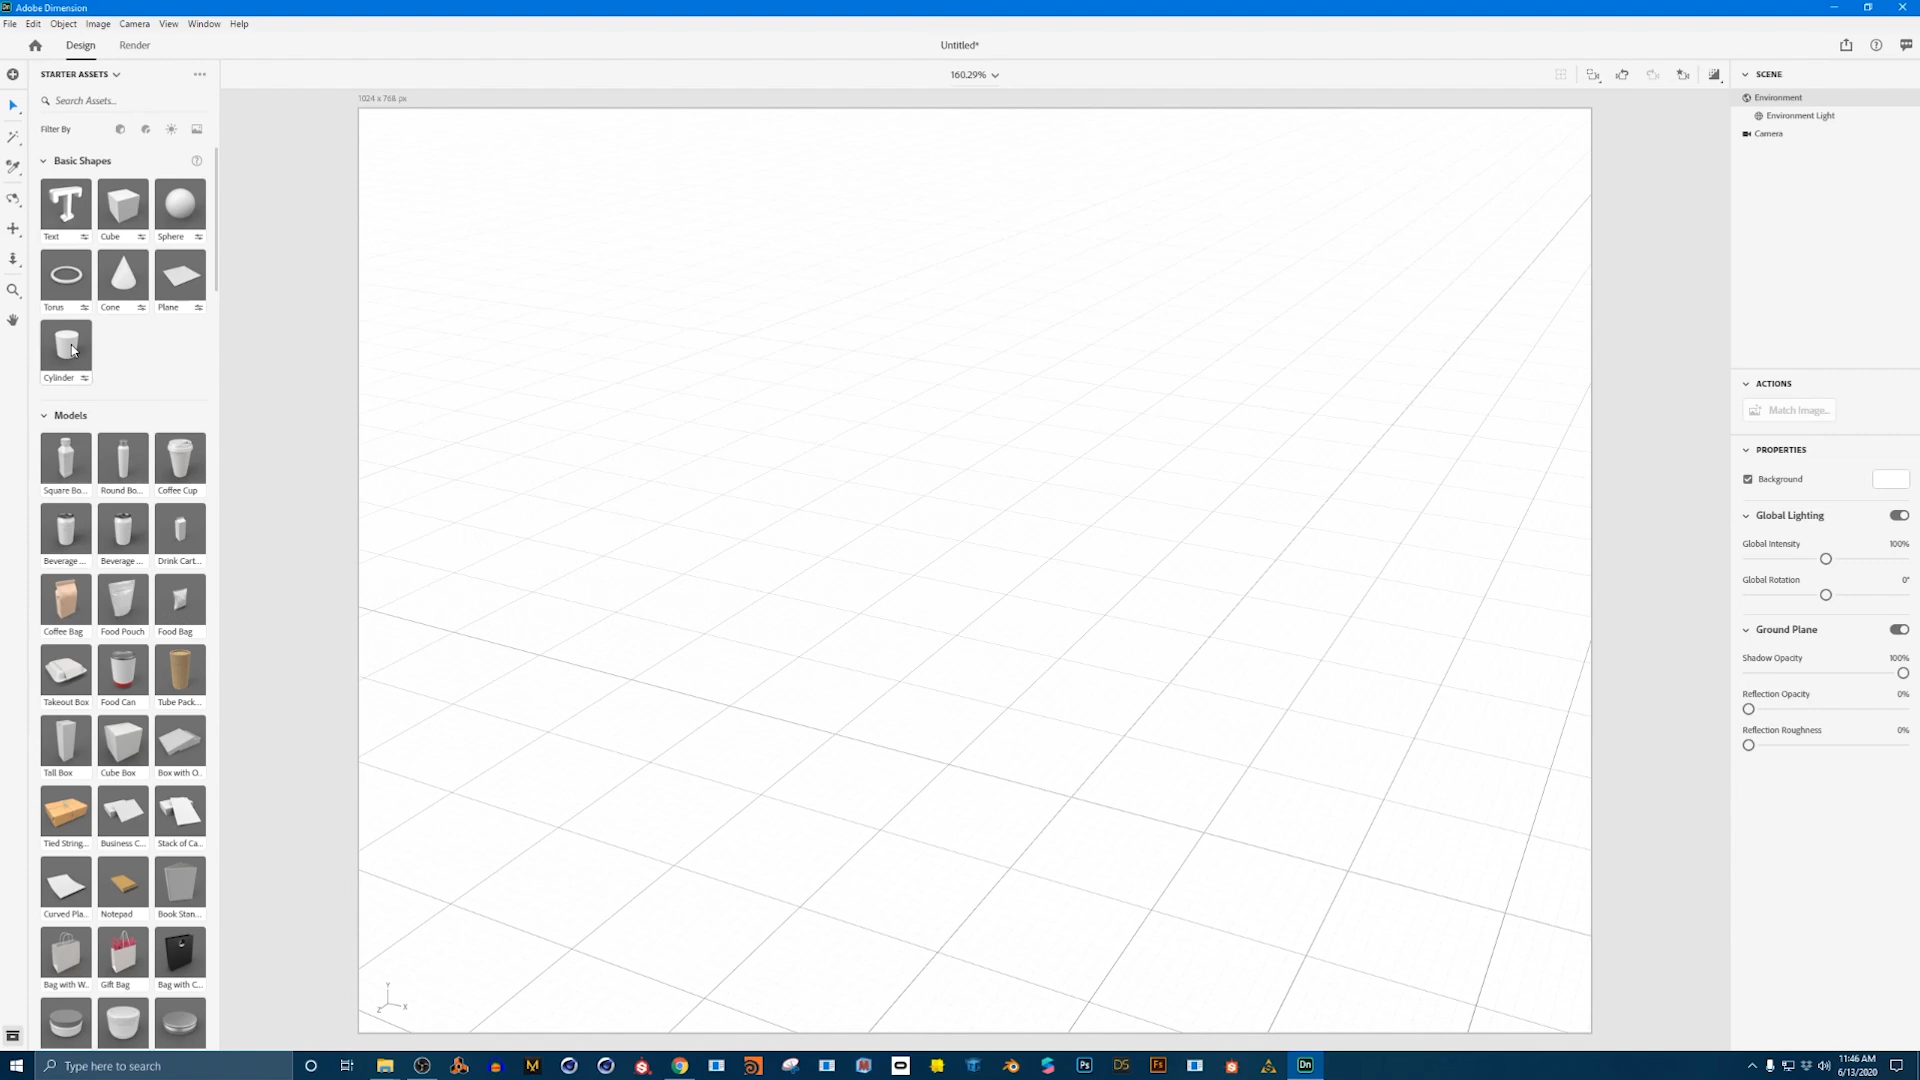 Dn Adobe Dimension
File Edit Object Image Camera View Window Help
Design Render
Untitled*
STARTER ASSETS
160.29%
SCENE
1024 x 768 px
Search Assets...
Environment
Environment Light
Camera
Filter By
Basic Shapes
Text Cube Sphere
Torus Cone Plane
Cylinder
Models
Square Bo... Round Bo... Coffee Cup
Beverage ... Beverage ... Drink Cart...
Coffee Bag Food Pouch Food Bag
Takeout Box Food Can Tube Pack...
Tall Box Cube Box Box with O...
Tied String... Business C... Stack of Ca...
Curved Pla... Notepad Book Stan...
Bag with W... Gift Bag Bag with C...
ACTIONS
Match Image...
PROPERTIES
Background
Global Lighting
Global Intensity 100%
Global Rotation 0°
Ground Plane
Shadow Opacity 100%
Reflection Opacity 0%
Reflection Roughness 0%
Y
Z X
Type here to search
M
Ps
DS
Fs
Dn
11:46 AM
6/13/2020